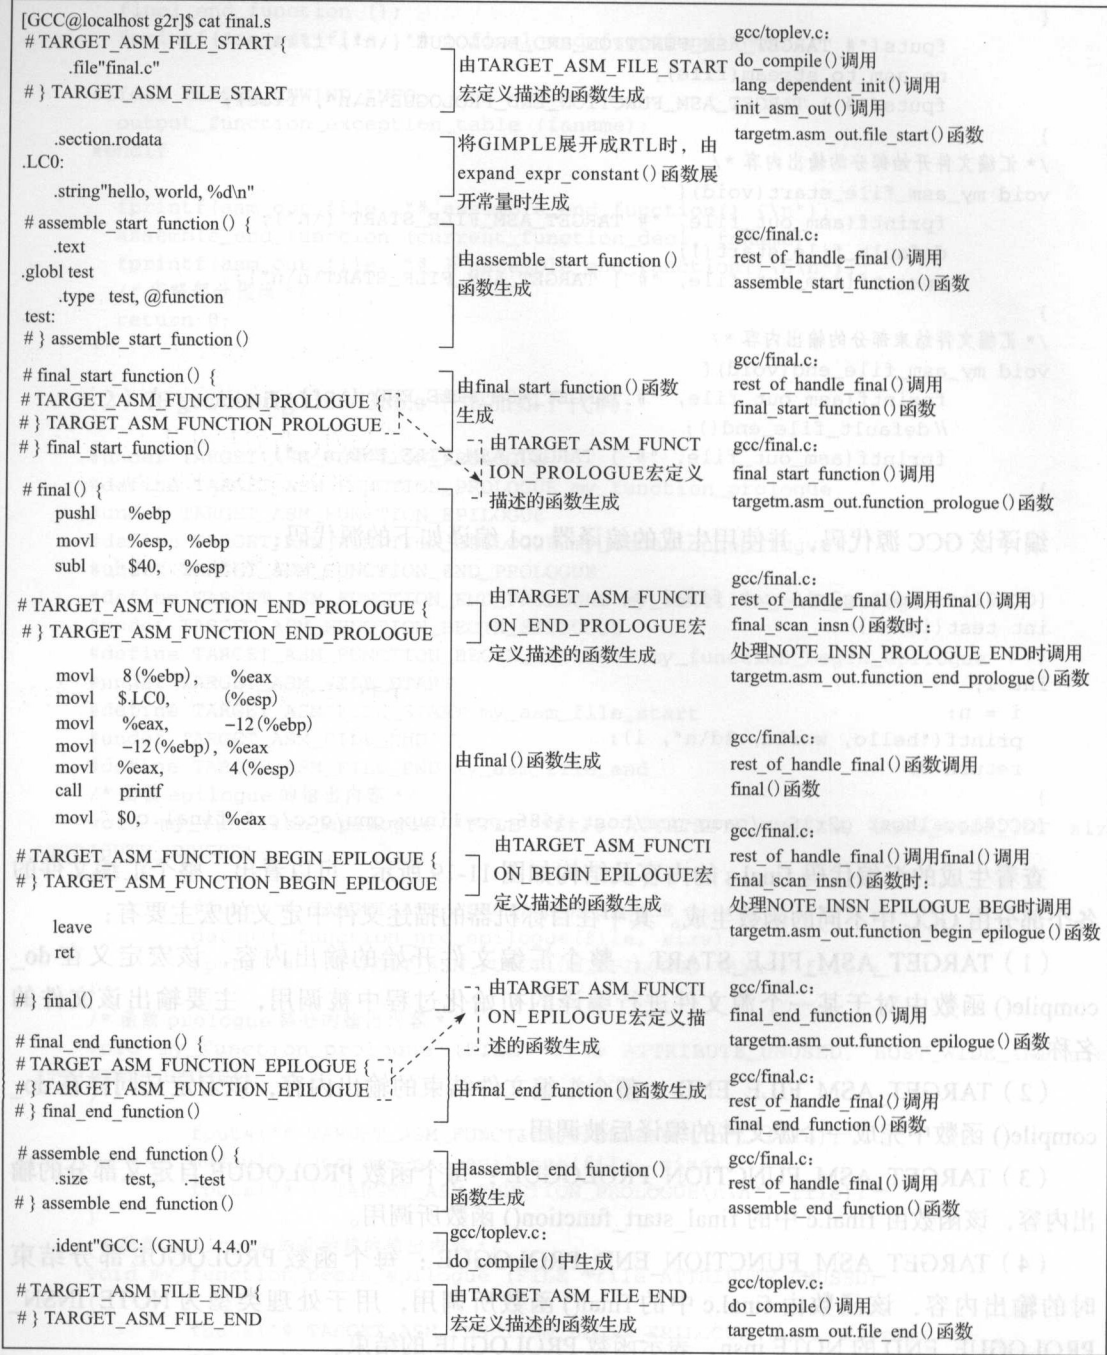 [GCC@localhost g2r]$ cat final.s
# TARGET_ASM_FILE_START {
.file"final.c"
# } TARGET_ASM_FILE_START
由TARGET_ASM_FILE_START
宏定义描述的函数生成
gcc/toplev.c:
do_compile()调用
lang_dependent_init()调用
init_asm_out()调用
targetm.asm_out.file_start()函数
.section.rodata
.LC0:
.string"hello, world, %d\n"
将GIMPLE展开成RTL时，由
expand_expr_constant()函数展
开常量时生成
# assemble_start_function() {
.text
.globl test
.type test, @function
test:
# } assemble_start_function()
由assemble_start_function()
函数生成
gcc/final.c:
rest_of_handle_final()调用
assemble_start_function()函数
# final_start_function() {
# TARGET_ASM_FUNCTION_PROLOGUE {
# } TARGET_ASM_FUNCTION_PROLOGUE
# } final_start_function()
由final_start_function()函数
生成
gcc/final.c:
rest_of_handle_final()调用
final_start_function()函数
由TARGET_ASM_FUNCT
ION_PROLOGUE宏定义
描述的函数生成
gcc/final.c:
final_start_function()调用
targetm.asm_out.function_prologue()函数
# final() {
pushl %ebp
movl %esp, %ebp
subl $40, %esp
# TARGET_ASM_FUNCTION_END_PROLOGUE {
# } TARGET_ASM_FUNCTION_END_PROLOGUE
由TARGET_ASM_FUNCTI
ON_END_PROLOGUE宏
定义描述的函数生成
gcc/final.c:
rest_of_handle_final()调用final()调用
final_scan_insn()函数时：
处理NOTE_INSN_PROLOGUE_END时调用
targetm.asm_out.function_end_prologue()函数
movl 8(%ebp), %eax
movl $.LC0, (%esp)
movl %eax, −12(%ebp)
movl −12(%ebp), %eax
movl %eax, 4(%esp)
call printf
movl $0, %eax
由final()函数生成
gcc/final.c:
rest_of_handle_final()函数调用
final()函数
# TARGET_ASM_FUNCTION_BEGIN_EPILOGUE {
# } TARGET_ASM_FUNCTION_BEGIN_EPILOGUE
由TARGET_ASM_FUNCTI
ON_BEGIN_EPILOGUE宏
定义描述的函数生成
gcc/final.c:
rest_of_handle_final()调用final()调用
final_scan_insn()函数时：
处理NOTE_INSN_EPILOGUE_BEG时调用
targetm.asm_out.function_begin_epilogue()函数
leave
ret
# } final()
由TARGET_ASM_FUNCTI
ON_EPILOGUE宏定义描
述的函数生成
gcc/final.c:
final_end_function()调用
targetm.asm_out.function_epilogue()函数
# final_end_function() {
# TARGET_ASM_FUNCTION_EPILOGUE {
# } TARGET_ASM_FUNCTION_EPILOGUE
# } final_end_function()
由final_end_function()函数生成
gcc/final.c:
rest_of_handle_final()调用
final_end_function()函数
# assemble_end_function() {
.size test, .−test
# } assemble_end_function()
由assemble_end_function()
函数生成
gcc/final.c:
rest_of_handle_final()调用
assemble_end_function()函数
.ident"GCC: (GNU) 4.4.0"
gcc/toplev.c:
do_compile()中生成
# TARGET_ASM_FILE_END {
# } TARGET_ASM_FILE_END
由TARGET_ASM_FILE_END
宏定义描述的函数生成
gcc/toplev.c:
do_compile()调用
targetm.asm_out.file_end()函数